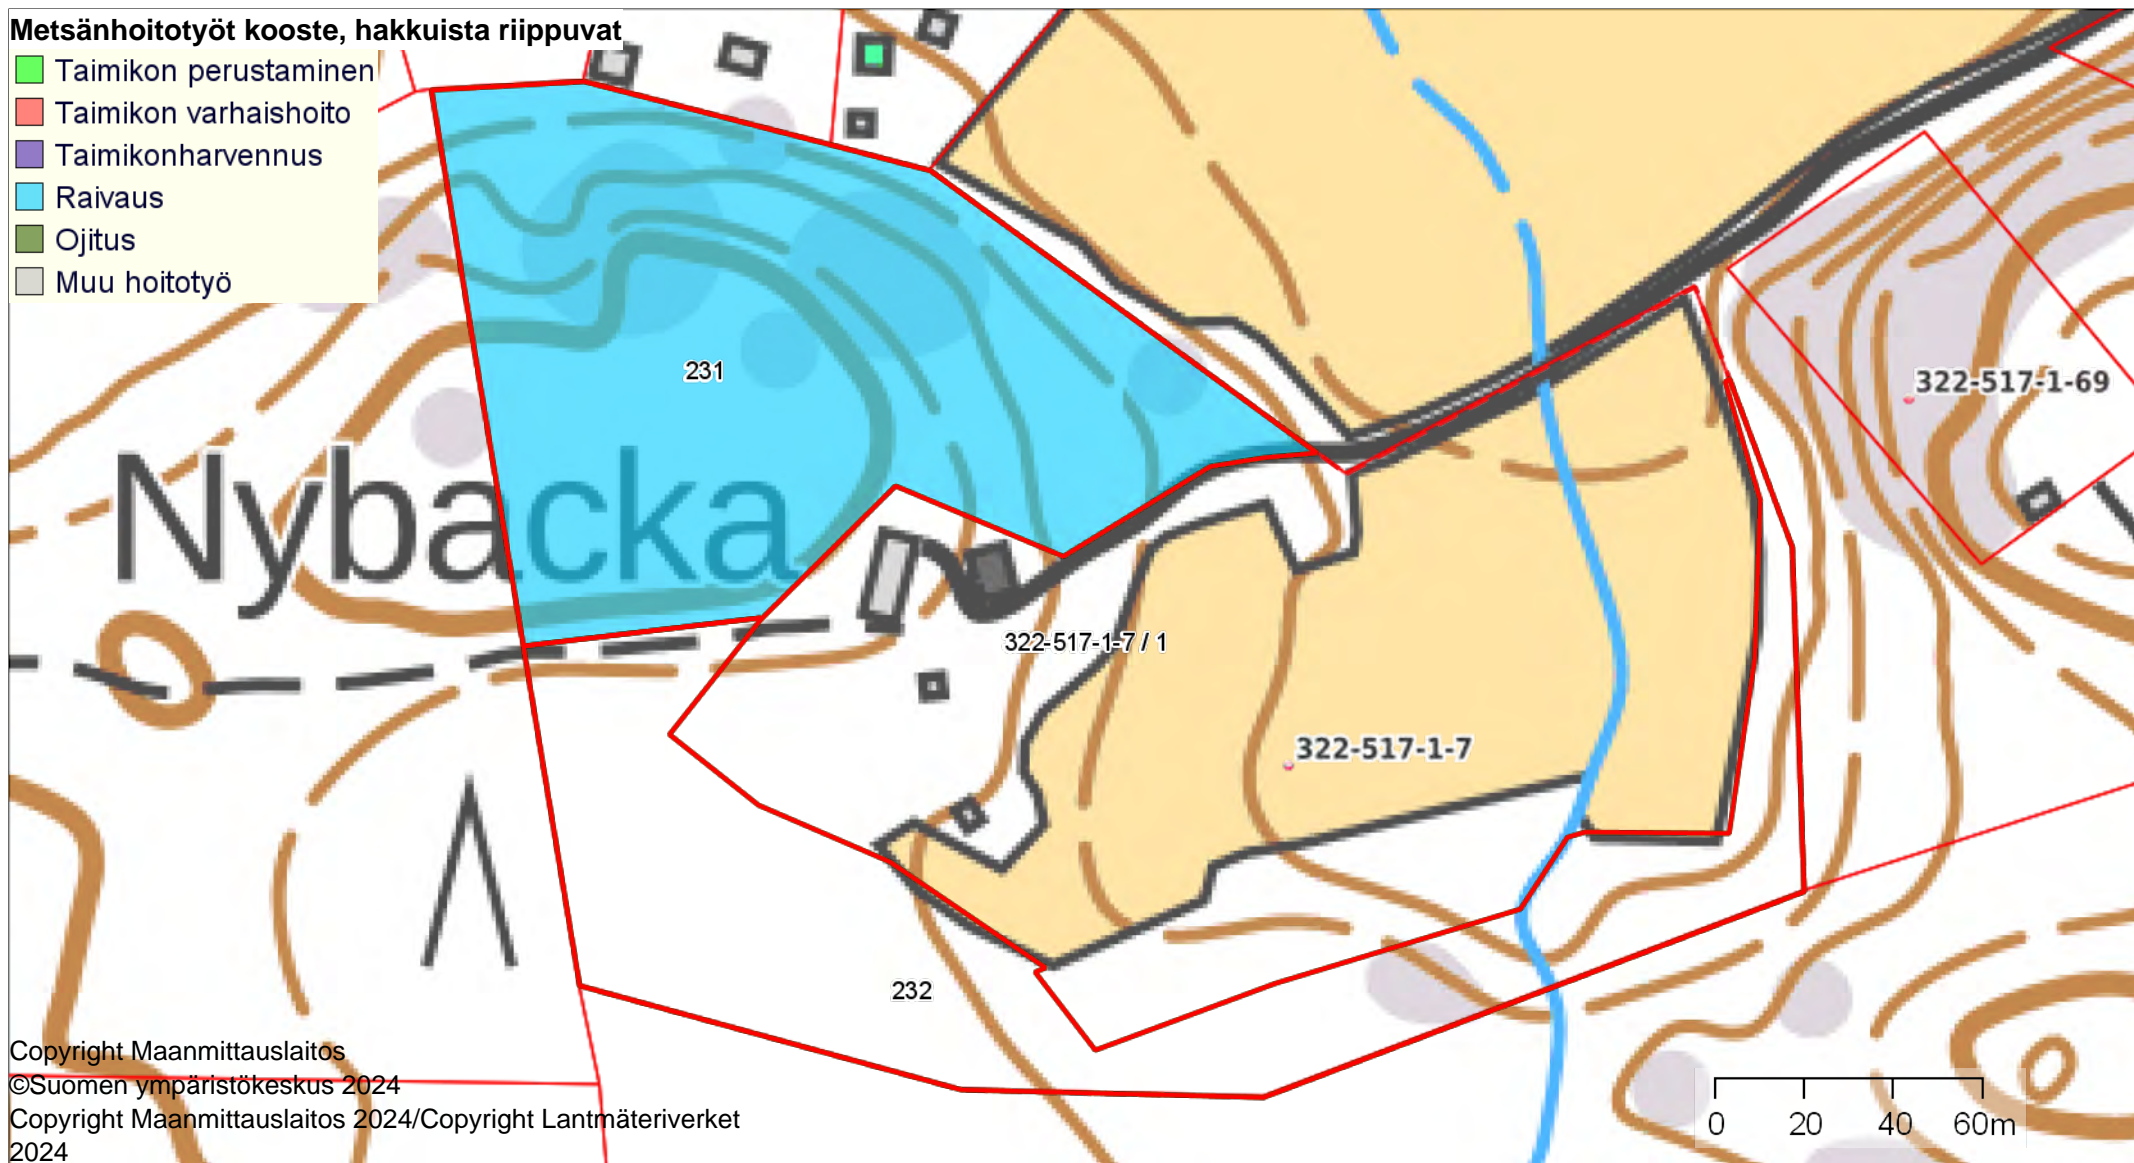 Metsänhoitotyöt kooste, hakkuista riippuvat
Taimikon perustaminen
Taimikon varhaishoito
Taimikonharvennus
Raivaus
Ojitus
Muu hoitotyö
231
322-517-1-69
Nybacka
322-517-1-7 / 1
322-517-1-7
232
Copyright Maanmittauslaitos
©Suomen ympäristökeskus 2024
Copyright Maanmittauslaitos 2024/Copyright Lantmäteriverket
2024
0 20 40 60m